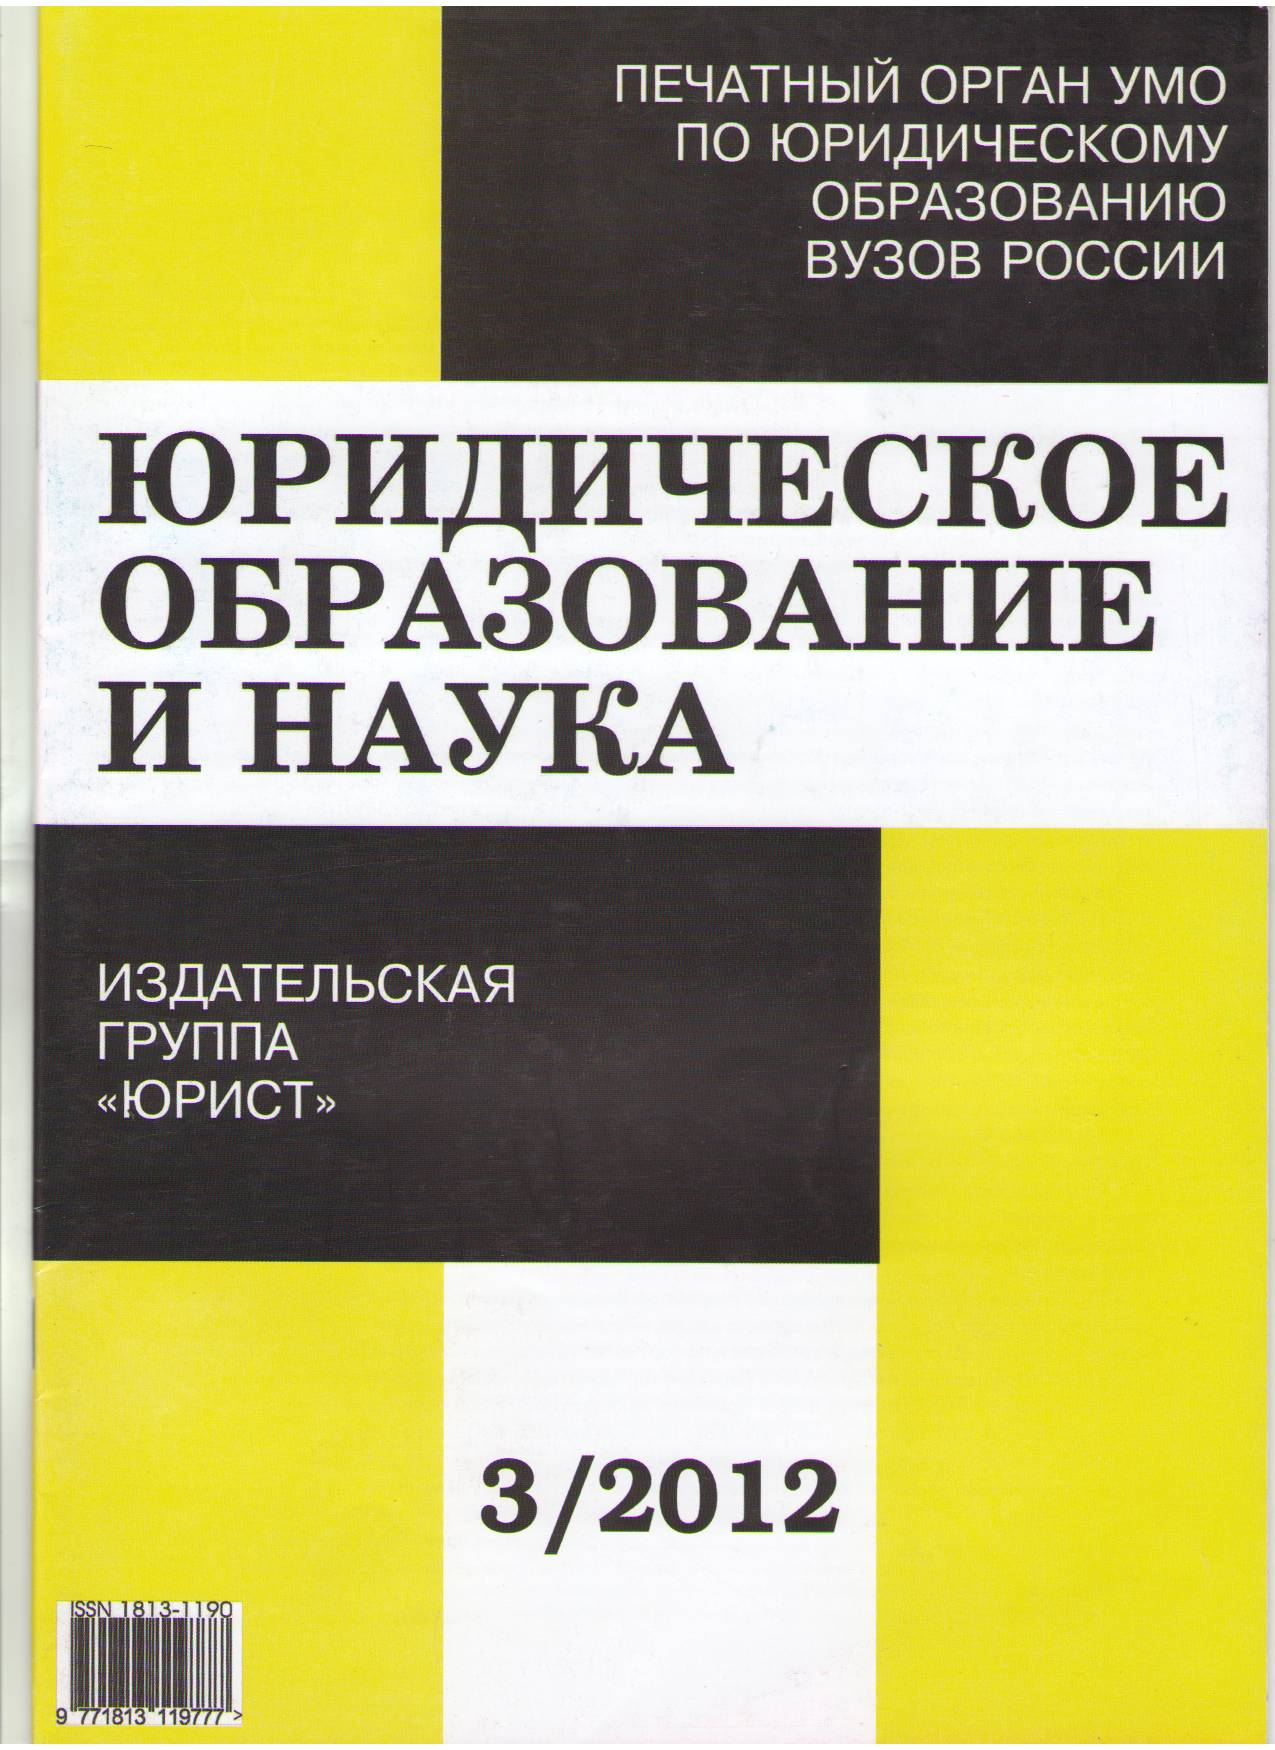 ПЕЧАТНЫЙ ОРГАН УМО
ПО ЮРИДИЧЕСКОМУ
ОБРАЗОВАНИЮ
ВУЗОВ РОССИИ
ЮРИДИЧЕСКОЕ
ОБРАЗОВАНИЕ
И НАУКА
ИЗДАТЕЛЬСКАЯ
ГРУППА
«ЮРИСТ»
3/2012
ISSN 1813-1190
9 771813 119777 >